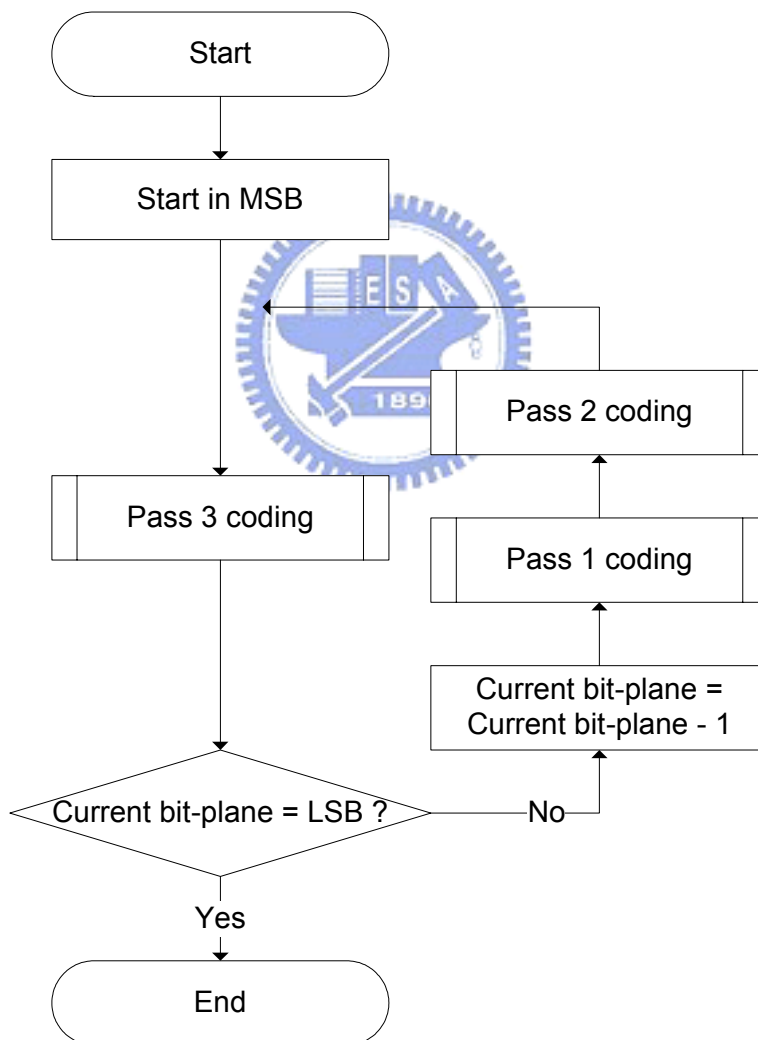 Start
Start in MSB
E S A
189
Pass 2 coding
Pass 3 coding
Pass 1 coding
Current bit-plane =
Current bit-plane - 1
Current bit-plane = LSB ?
No
Yes
End